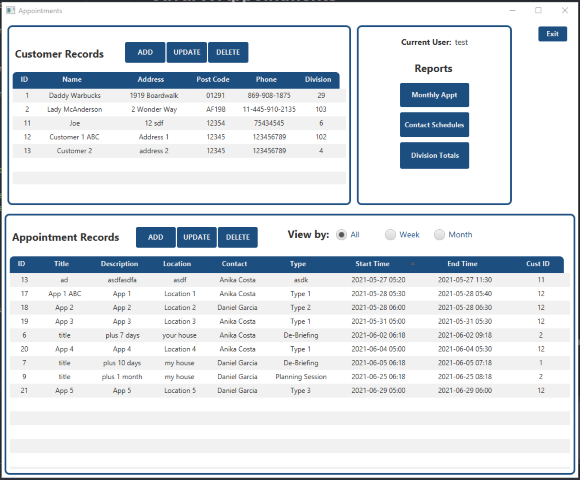 Appointments
Customer Records ADD UPDATE DELETE
ID Name Address Post Code Phone Division
1 Daddy Warbucks 1919 Boardwalk 01291 869-908-1875 29
2 Lady McAnderson 2 Wonder Way AF198 11-445-910-2135 103
11 Joe 12 sdf 12354 75434545 6
12 Customer 1 ABC Address 1 12345 123456789 102
13 Customer 2 address 2 12345 123456789 4
Current User: test
Exit
Reports
Monthly Appt
Contact Schedules
Division Totals
Appointment Records ADD UPDATE DELETE View by: All Week Month
ID Title Description Location Contact Type Start Time End Time Cust ID
13 ad asdfasdfa asdf Anika Costa asdk 2021-05-27 05:20 2021-05-27 11:30 11
17 App 1 ABC App 1 Location 1 Anika Costa Type 1 2021-05-28 05:30 2021-05-28 05:40 12
18 App 2 App 2 Location 2 Daniel Garcia Type 2 2021-05-28 06:00 2021-05-28 06:30 12
19 App 3 App 3 Location 3 Anika Costa Type 1 2021-05-31 05:00 2021-05-31 05:30 12
6 title plus 7 days your house Anika Costa De-Briefing 2021-06-02 06:18 2021-06-02 09:18 2
20 App 4 App 4 Location 4 Anika Costa Type 1 2021-06-04 05:00 2021-06-04 05:30 12
7 title plus 10 days my house Daniel Garcia De-Briefing 2021-06-05 06:18 2021-06-05 07:18 1
9 title plus 1 month my house Daniel Garcia Planning Session 2021-06-25 06:18 2021-06-25 08:18 2
21 App 5 App 5 Location 5 Daniel Garcia Type 3 2021-06-29 05:00 2021-06-29 06:00 12